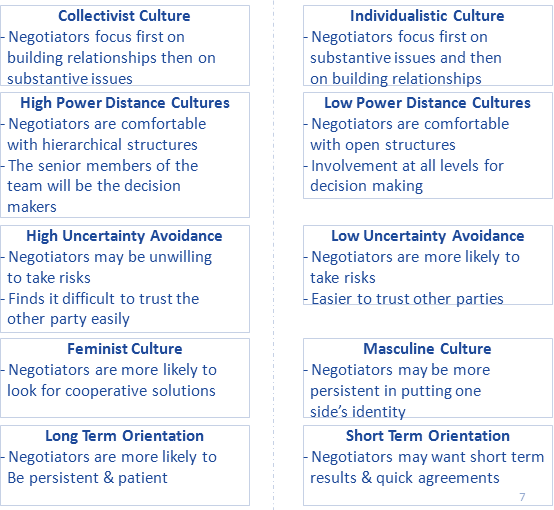 Collectivist Culture
- Negotiators focus first on
building relationships then on
substantive issues
Individualistic Culture
- Negotiators focus first on
substantive issues and then
on building relationships
High Power Distance Cultures
- Negotiators are comfortable
with hierarchical structures
- The senior members of the
team will be the decision
makers
Low Power Distance Cultures
- Negotiators are comfortable
with open structures
- Involvement at all levels for
decision making
High Uncertainty Avoidance
- Negotiators may be unwilling
to take risks
- Finds it difficult to trust the
other party easily
Low Uncertainty Avoidance
- Negotiators are more likely to
take risks
- Easier to trust other parties
Feminist Culture
- Negotiators are more likely to
look for cooperative solutions
Masculine Culture
- Negotiators may be more
persistent in putting one
side's identity
Long Term Orientation
- Negotiators are more likely to
Be persistent & patient
Short Term Orientation
- Negotiators may want short term
results & quick agreements
7